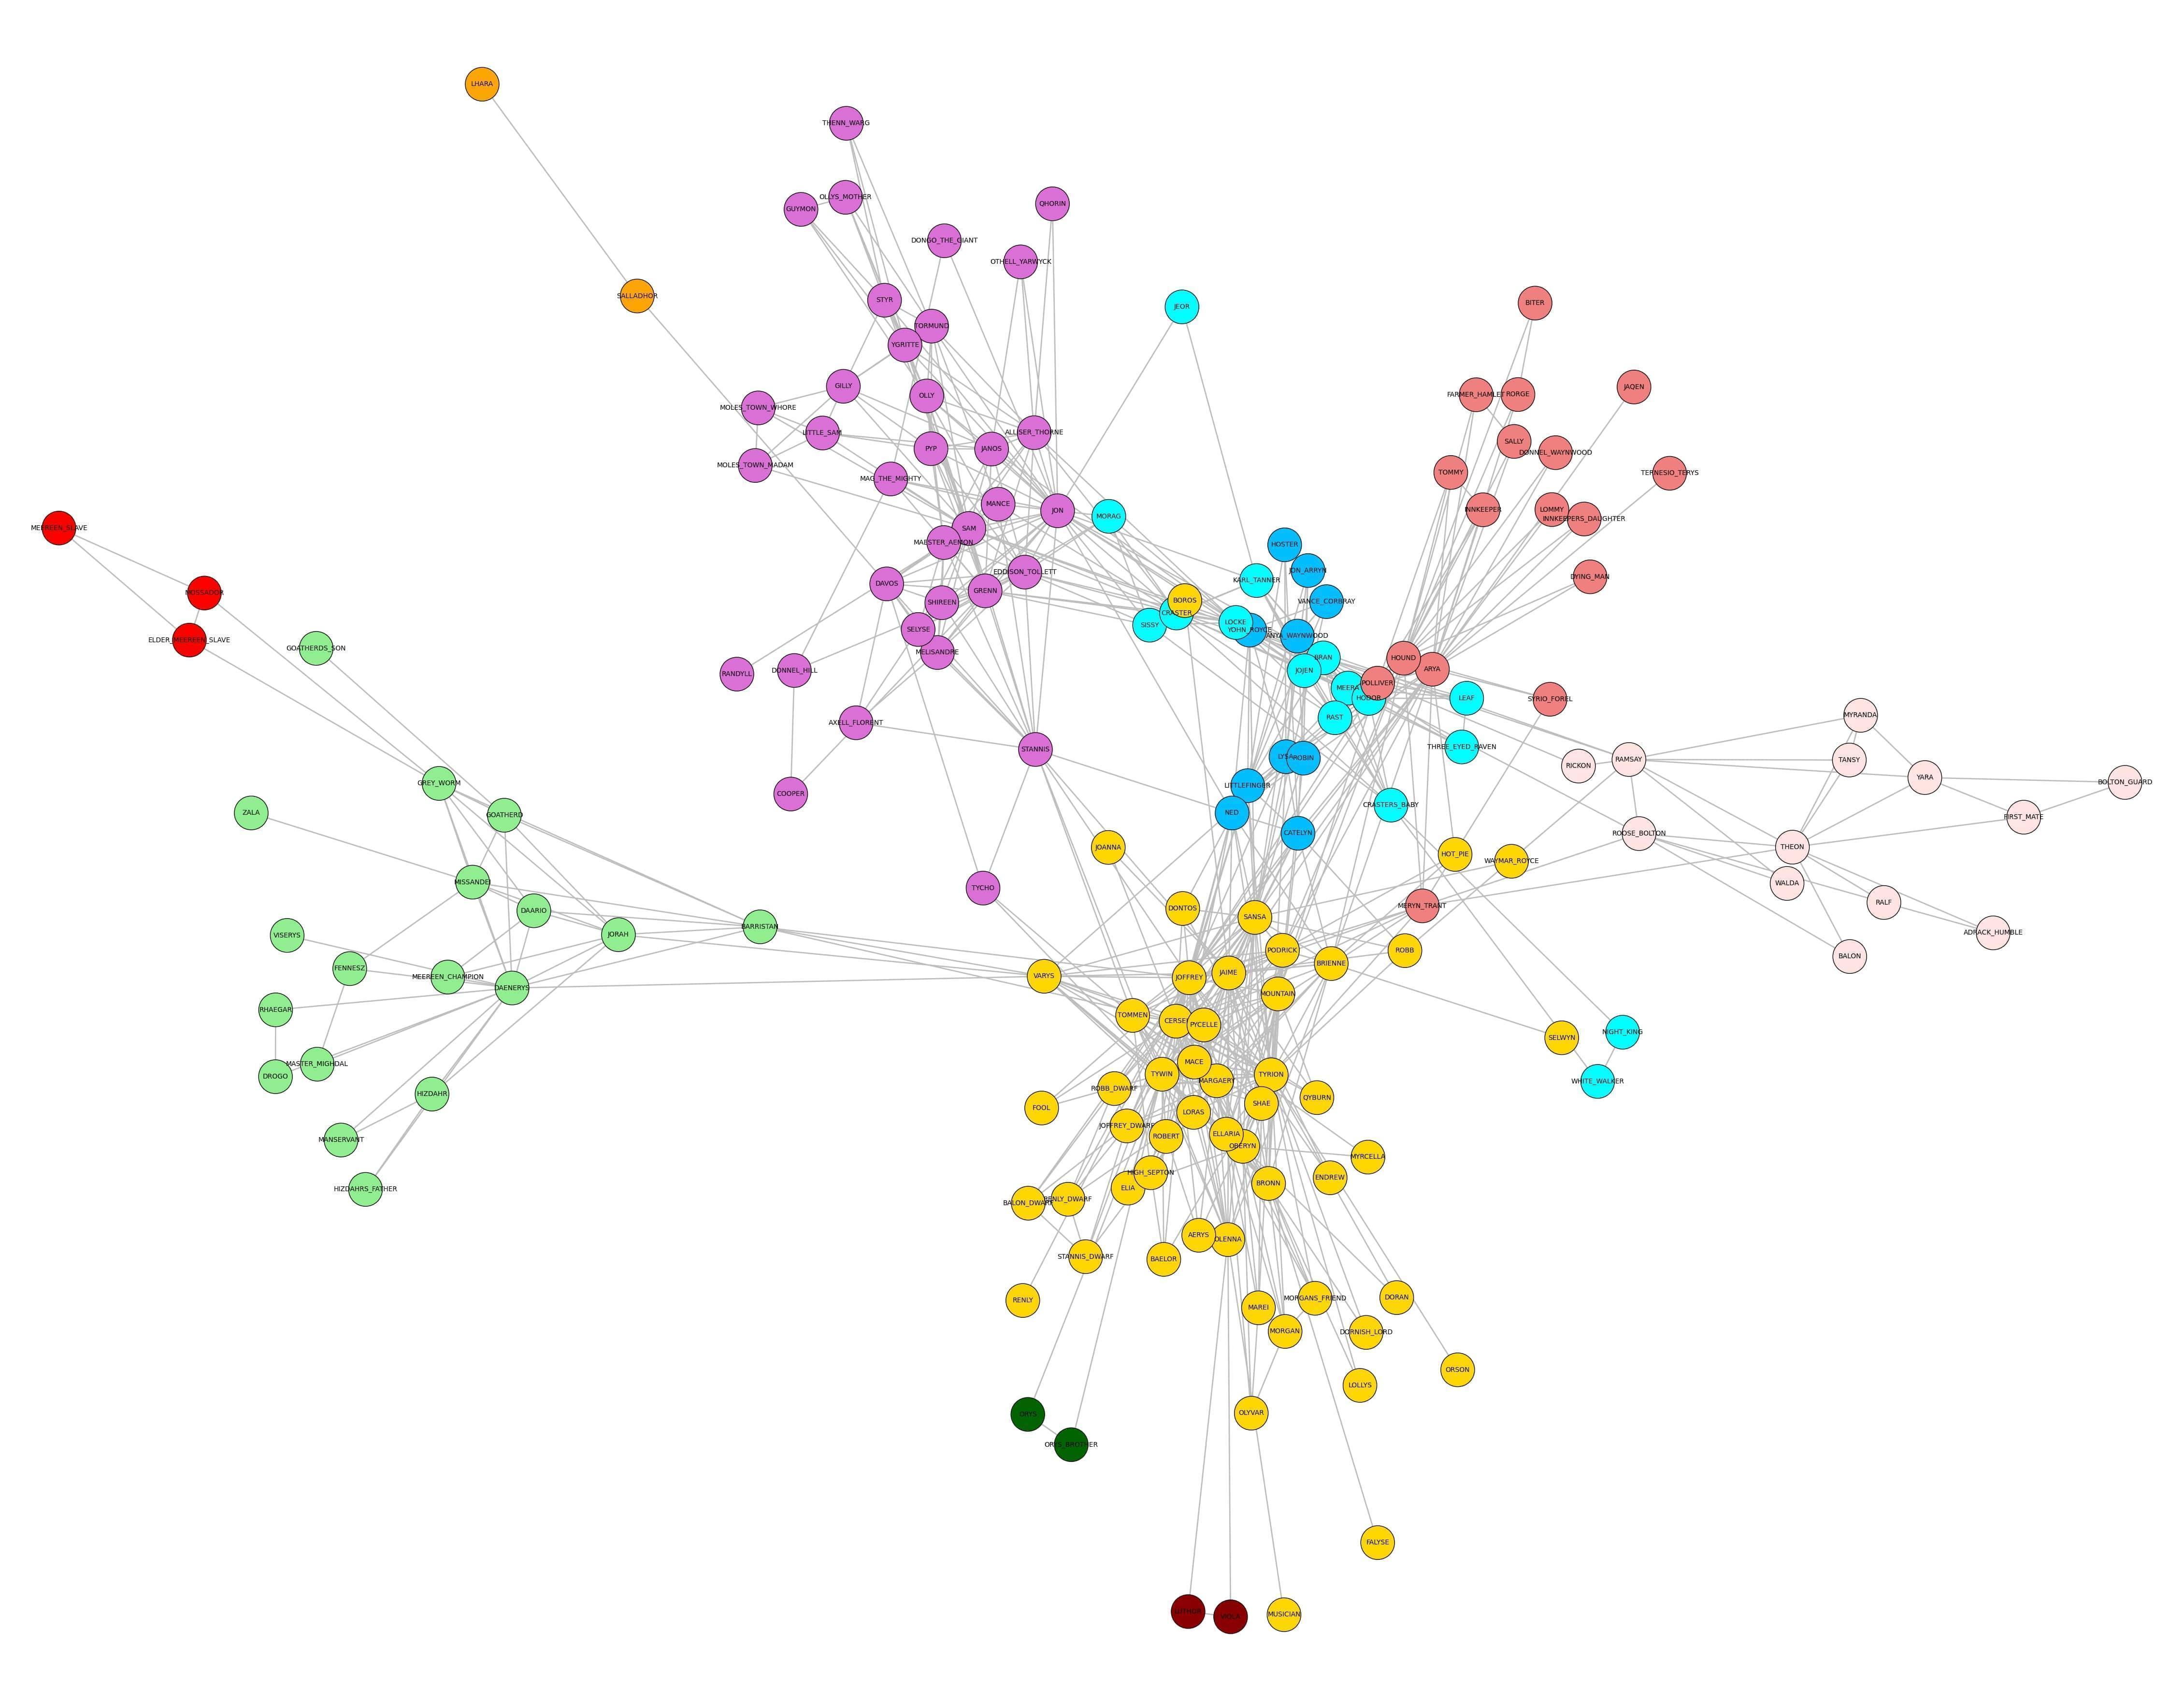 LHARA
THENN_WARG
OLLYS_MOTHER
GUYMON
QHORIN
DONGO_THE_GIANT
OTHELL_YARWYCK
SALLADHOR
STYR
BITER
JEOR
TORMUND
YGRITTE
GILLY
JAQEN
OLLY
FARMER_HAMLET
RORGE
MOLES_TOWN_WHORE
LITTLE_SAM
ALLISER_THORNE
SALLY
PYP
JANOS
DONNEL_WAYNWOOD
MOLES_TOWN_MADAM
TOMMY
TERNESIO_TERYS
MAG_THE_MIGHTY
MANCE
JON
INNKEEPER
LOMMY
MORAG
INNKEEPERS_DAUGHTER
MEEREEN_SLAVE
SAM
MAESTER_AEMON
HOSTER
JON_ARRYN
EDDISON_TOLLETT
DYING_MAN
KARL_TANNER
DAVOS
MOSSADOR
GRENN
SHIREEN
BOROS
VANCE_CORBRAY
CRASTER
LOCKE
SISSY
SELYSE
YOHN_ROYCE
ANYA_WAYNWOOD
ELDER_MEEREEN_SLAVE
GOATHERDS_SON
MELISANDRE
BRAN
HOUND
RANDYLL
DONNEL_HILL
JOJEN
ARYA
POLLIVER
MEERA
HODOR
LEAF
SYRIO_FOREL
RAST
MYRANDA
AXELL_FLORENT
STANNIS
THREE_EYED_RAVEN
LYSA
ROBIN
RICKON
RAMSAY
TANSY
YARA
BOLTON_GUARD
GREY_WORM
LITTLEFINGER
COOPER
CRASTERS_BABY
ZALA
GOATHERD
NED
FIRST_MATE
CATELYN
ROOSE_BOLTON
JOANNA
THEON
HOT_PIE
WAYMAR_ROYCE
MISSANDEI
WALDA
TYCHO
RALF
DAARIO
DONTOS
MERYN_TRANT
SANSA
BARRISTAN
ADRACK_HUMBLE
VISERYS
JORAH
PODRICK
ROBB
BALON
BRIENNE
FENNESZ
MEEREEN_CHAMPION
VARYS
JOFFREY
JAIME
DAENERYS
MOUNTAIN
RHAEGAR
TOMMEN
CERSEI
PYCELLE
NIGHT_KING
SELWYN
MASTER_MIGHDAL
DROGO
MACE
TYWIN
MARGAERY
TYRION
WHITE_WALKER
ROBB_DWARF
HIZDAHR
QYBURN
SHAE
FOOL
LORAS
JOFFREY_DWARF
ROBERT
ELLARIA
MANSERVANT
OBERYN
MYRCELLA
HIGH_SEPTON
ENDREW
BRONN
ELIA
HIZDAHRS_FATHER
RENLY_DWARF
BALON_DWARF
AERYS
OLENNA
STANNIS_DWARF
BAELOR
RENLY
MORGANS_FRIEND
DORAN
MAREI
MORGAN
DORNISH_LORD
ORSON
LOLLYS
OLYVAR
ORYS
ORYS_BROTHER
FALYSE
MUSICIAN